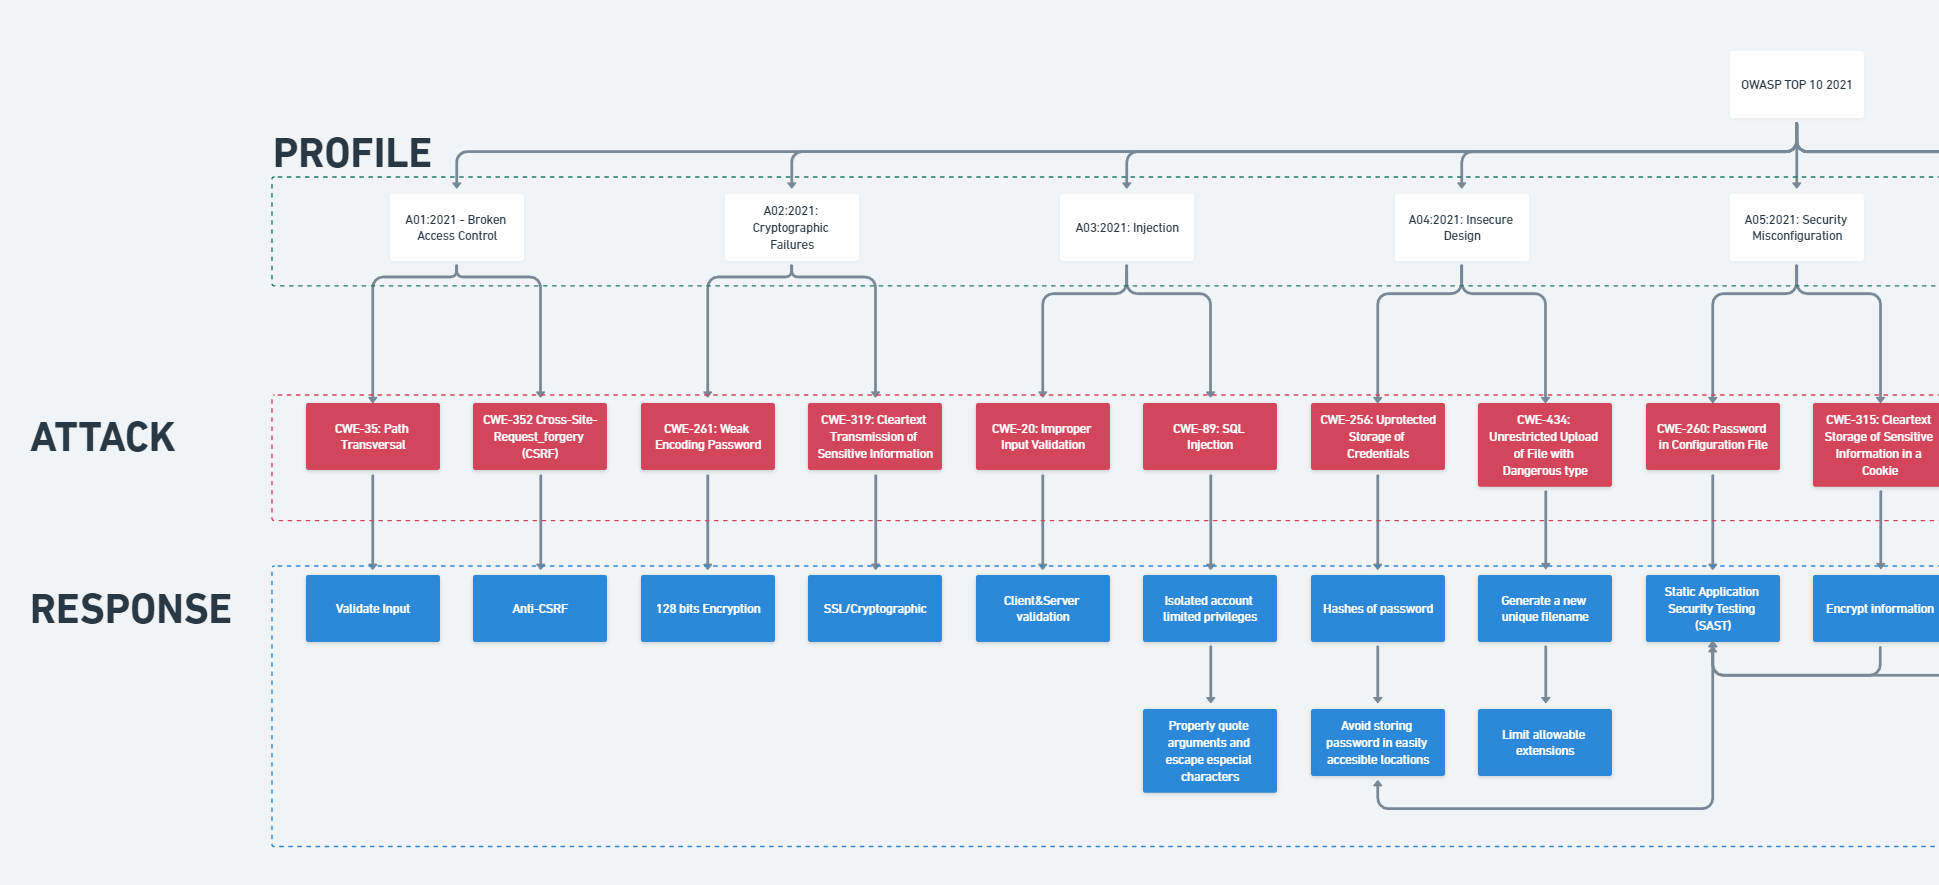 OWASP TOP 10 2021
PROFILE
A01:2021 - Broken
Access Control
A02:2021:
Cryptographic
Failures
A03:2021: Injection
A04:2021: Insecure
Design
A05:2021: Security
Misconfiguration
ATTACK
CWE-35: Path
Transversal
CWE-352 Cross-Site-
Request_forgery
(CSRF)
CWE-261: Weak
Encoding Password
CWE-319: Cleartext
Transmission of
Sensitive Information
CWE-20: Improper
Input Validation
CWE-89: SQL
Injection
CWE-256: Uprotected
Storage of
Credentials
CWE-434:
Unrestricted Upload
of File with
Dangerous type
CWE-260: Password
in Configuration File
CWE-315: Cleartext
Storage of Sensitive
Information in a
Cookie
RESPONSE
Validate Input
Anti-CSRF
128 bits Encryption
SSL/Cryptographic
Client&Server
validation
Isolated account
limited privileges
Hashes of password
Generate a new
unique filename
Static Application
Security Testing
(SAST)
Encrypt information
Property quote
arguments and
escape especial
characters
Avoid storing
password in easily
accesible locations
Limit allowable
extensions